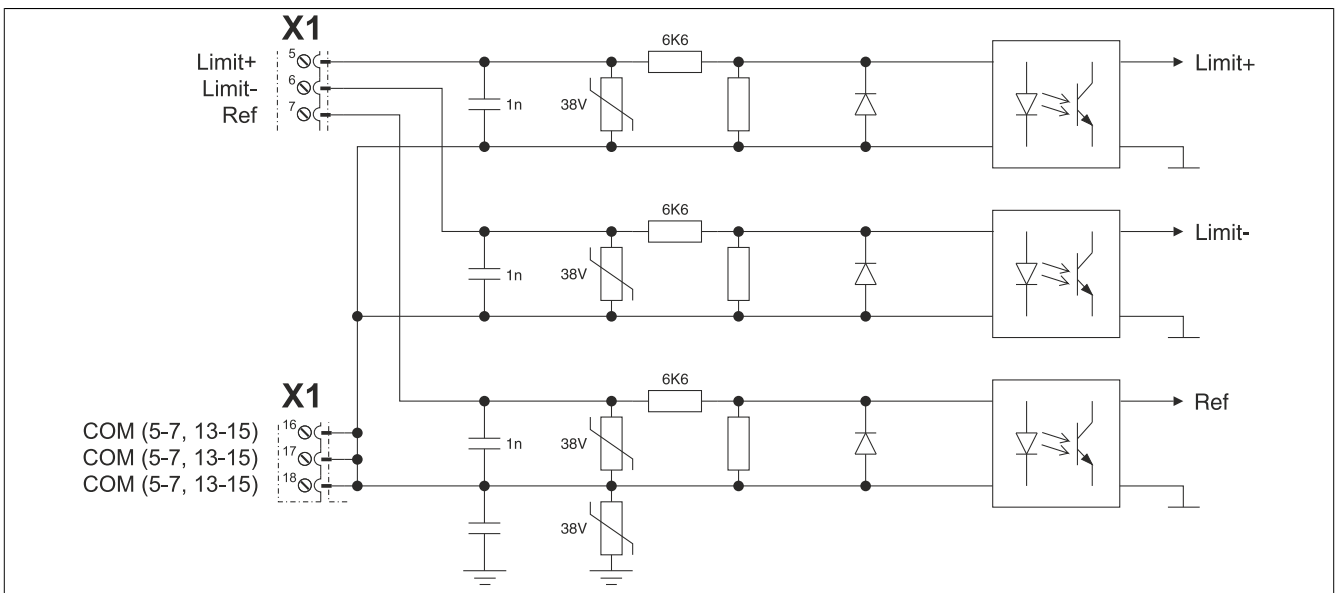 X1
5
Limit+
6
Limit-
7
Ref
6K6
1n
38V
Limit+
6K6
1n
38V
Limit-
X1
16
COM (5-7, 13-15)
17
COM (5-7, 13-15)
18
COM (5-7, 13-15)
6K6
1n
38V
Ref
38V